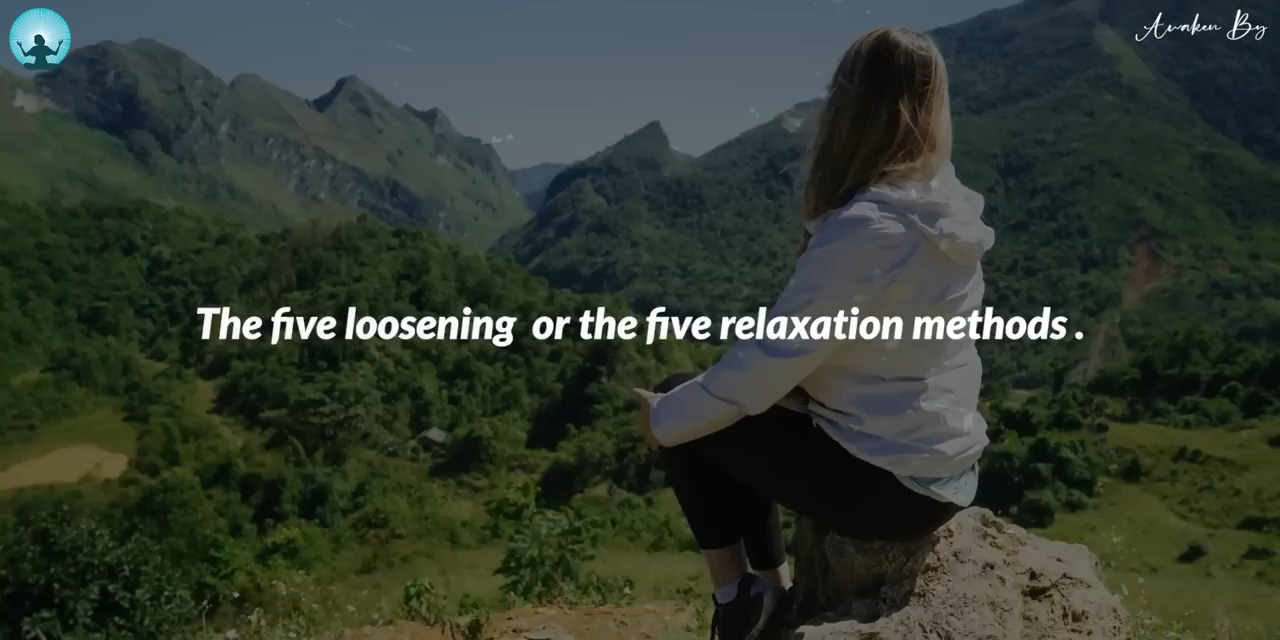 Awaken By
The five loosening  or the five relaxation methods .